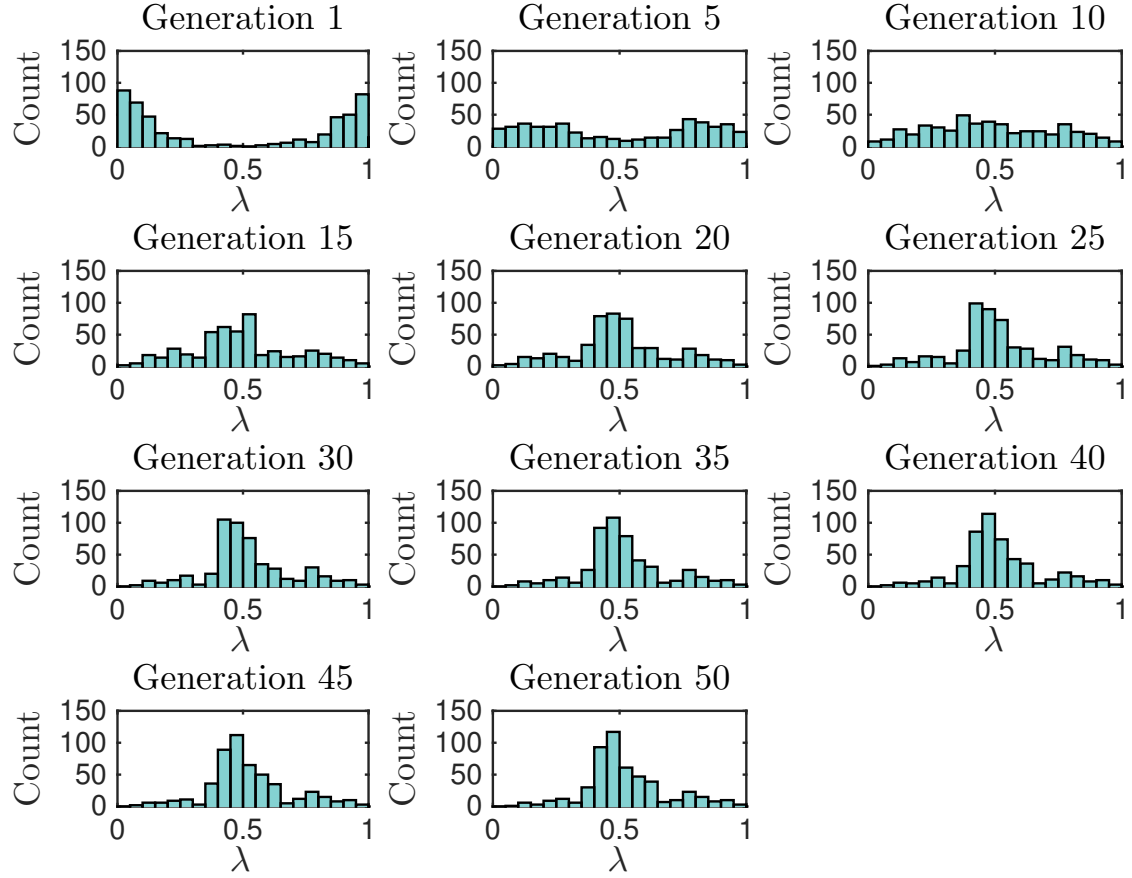 Generation 1
Generation 5
Generation 10
Count
150
100
50
0
0
0.5
1
λ
Count
150
100
50
0
0
0.5
1
λ
Count
150
100
50
0
0
0.5
1
λ
Generation 15
Generation 20
Generation 25
Count
150
100
50
0
0
0.5
1
λ
Count
150
100
50
0
0
0.5
1
λ
Count
150
100
50
0
0
0.5
1
λ
Generation 30
Generation 35
Generation 40
Count
150
100
50
0
0
0.5
1
λ
Count
150
100
50
0
0
0.5
1
λ
Count
150
100
50
0
0
0.5
1
λ
Generation 45
Generation 50
Count
150
100
50
0
0
0.5
1
λ
Count
150
100
50
0
0
0.5
1
λ